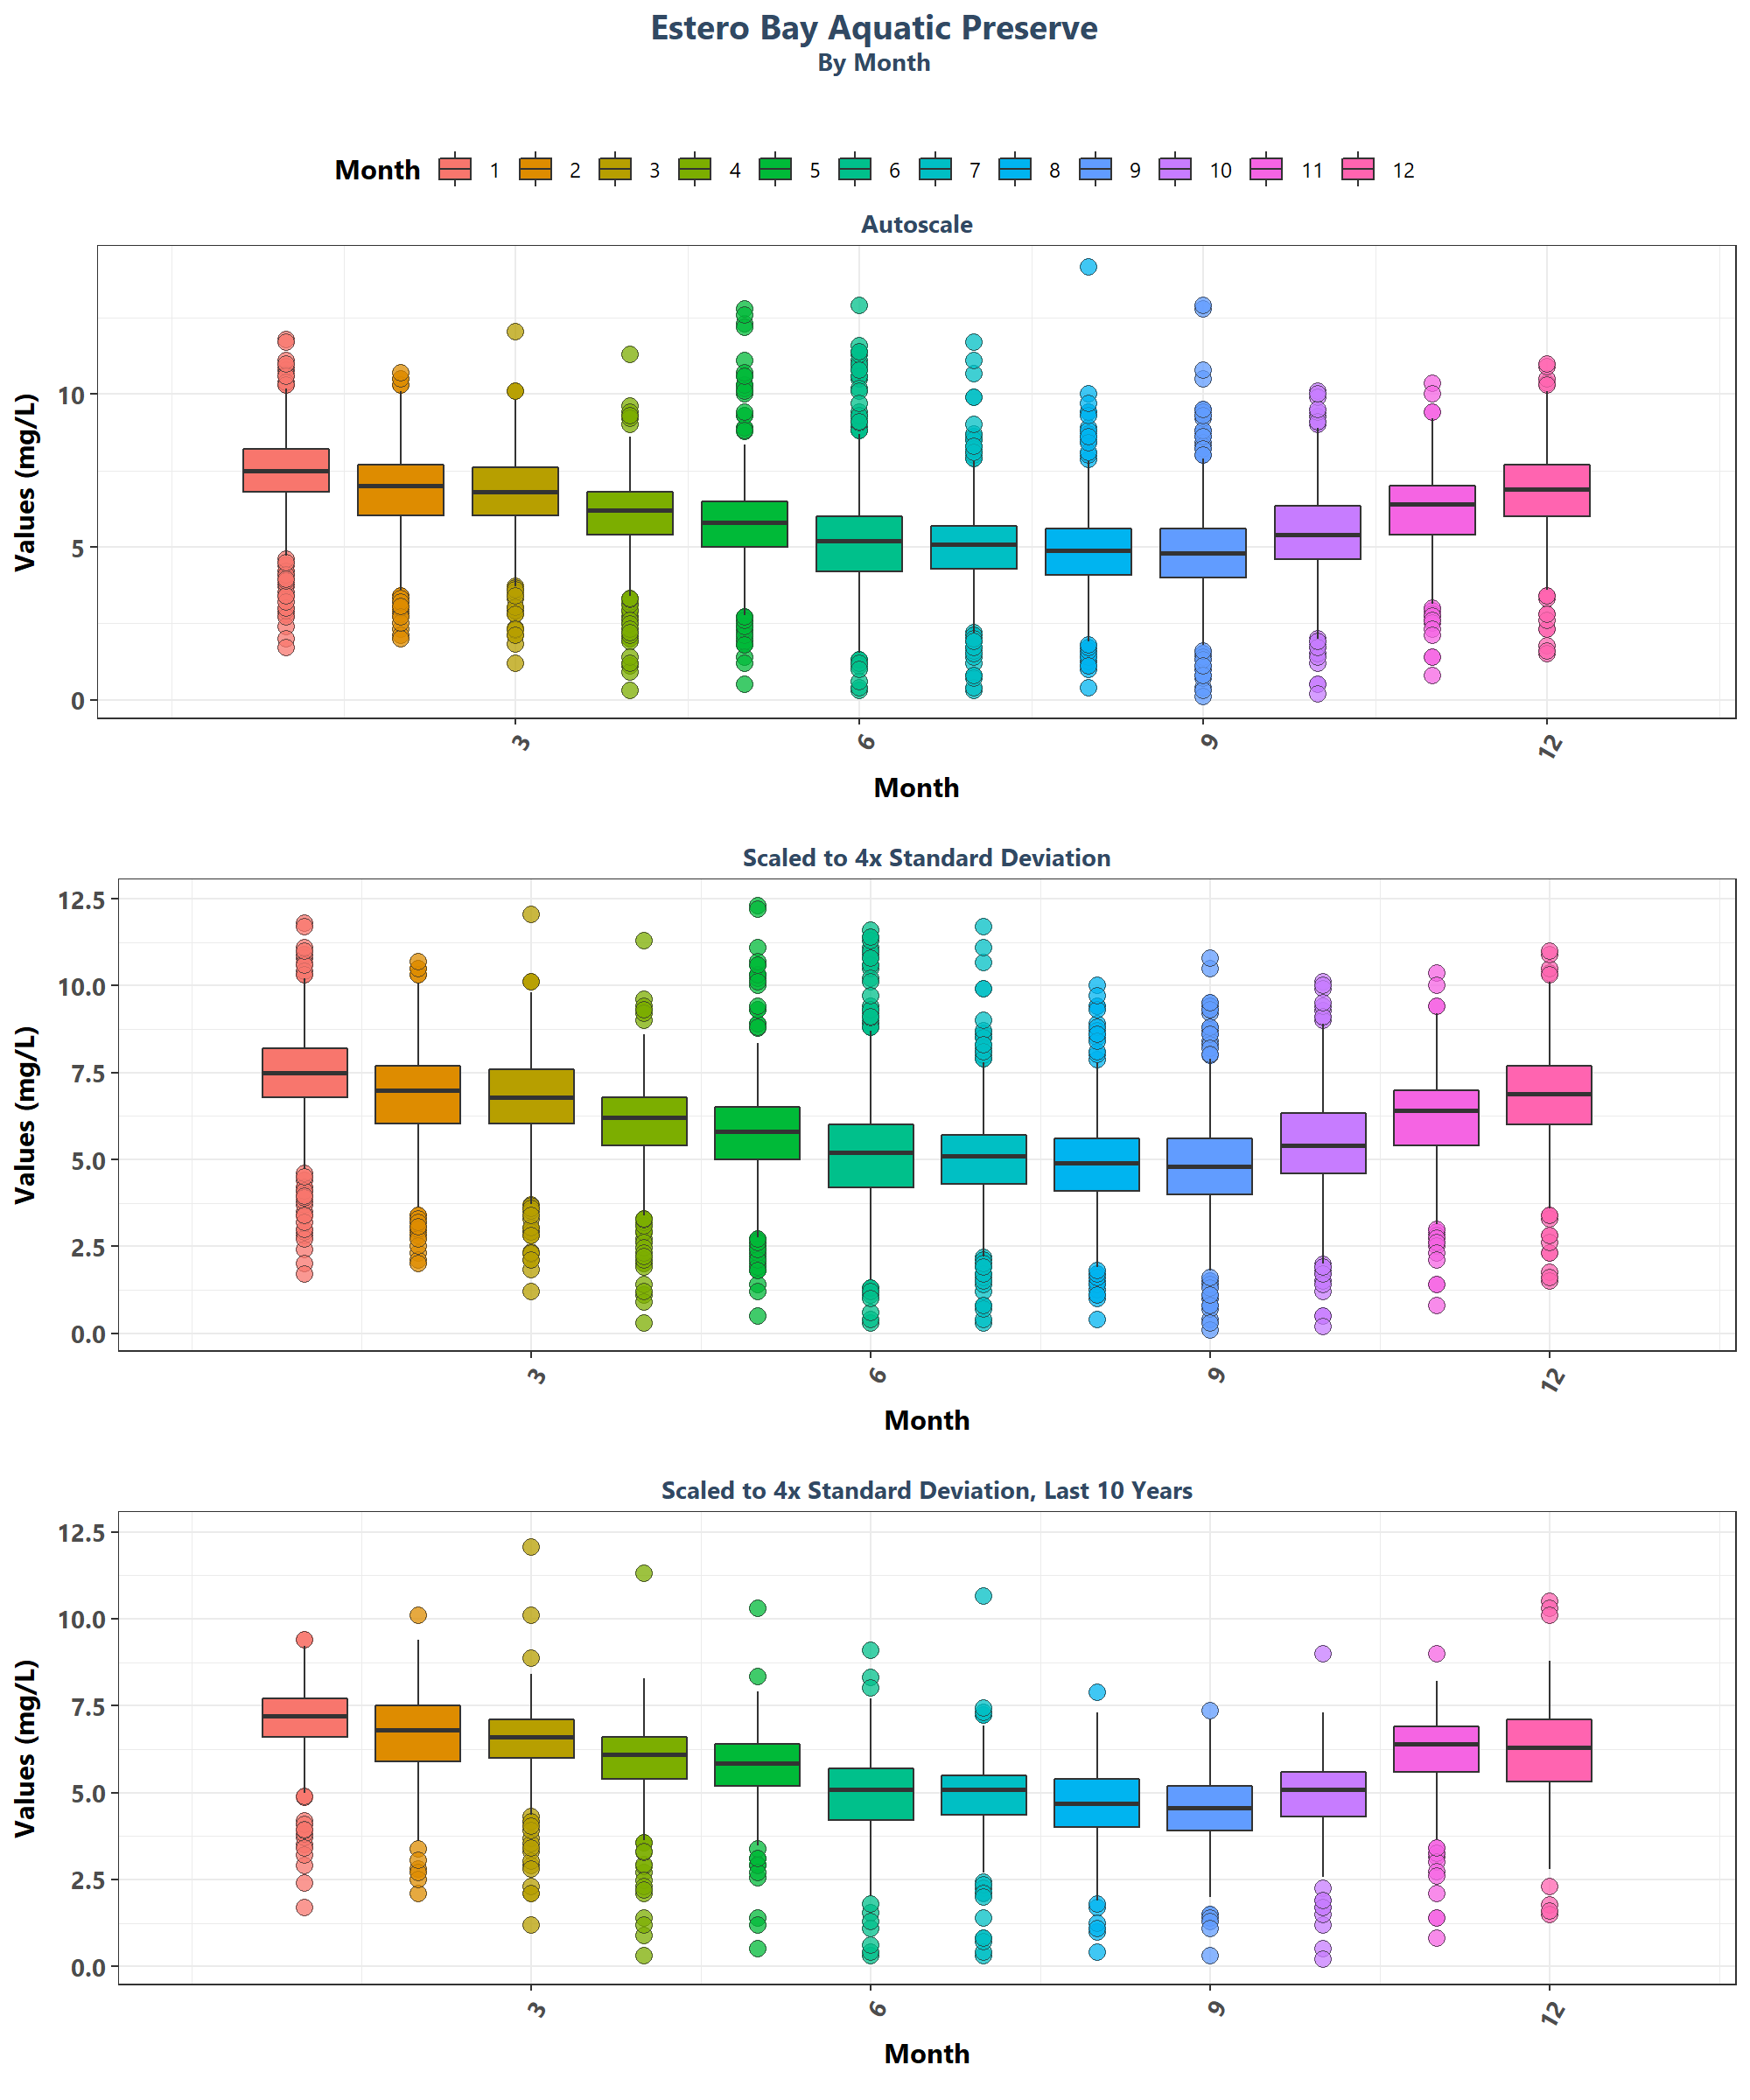 Estero Bay Aquatic Preserve
By Month
Month 1 2 3 4 5 6 7 8 9 10 11 12
Autoscale
Values (mg/L)
10
5
0
3 6 9 12
Month
Scaled to 4x Standard Deviation
Values (mg/L)
12.5
10.0
7.5
5.0
2.5
0.0
3 6 9 12
Month
Scaled to 4x Standard Deviation, Last 10 Years
Values (mg/L)
12.5
10.0
7.5
5.0
2.5
0.0
3 6 9 12
Month